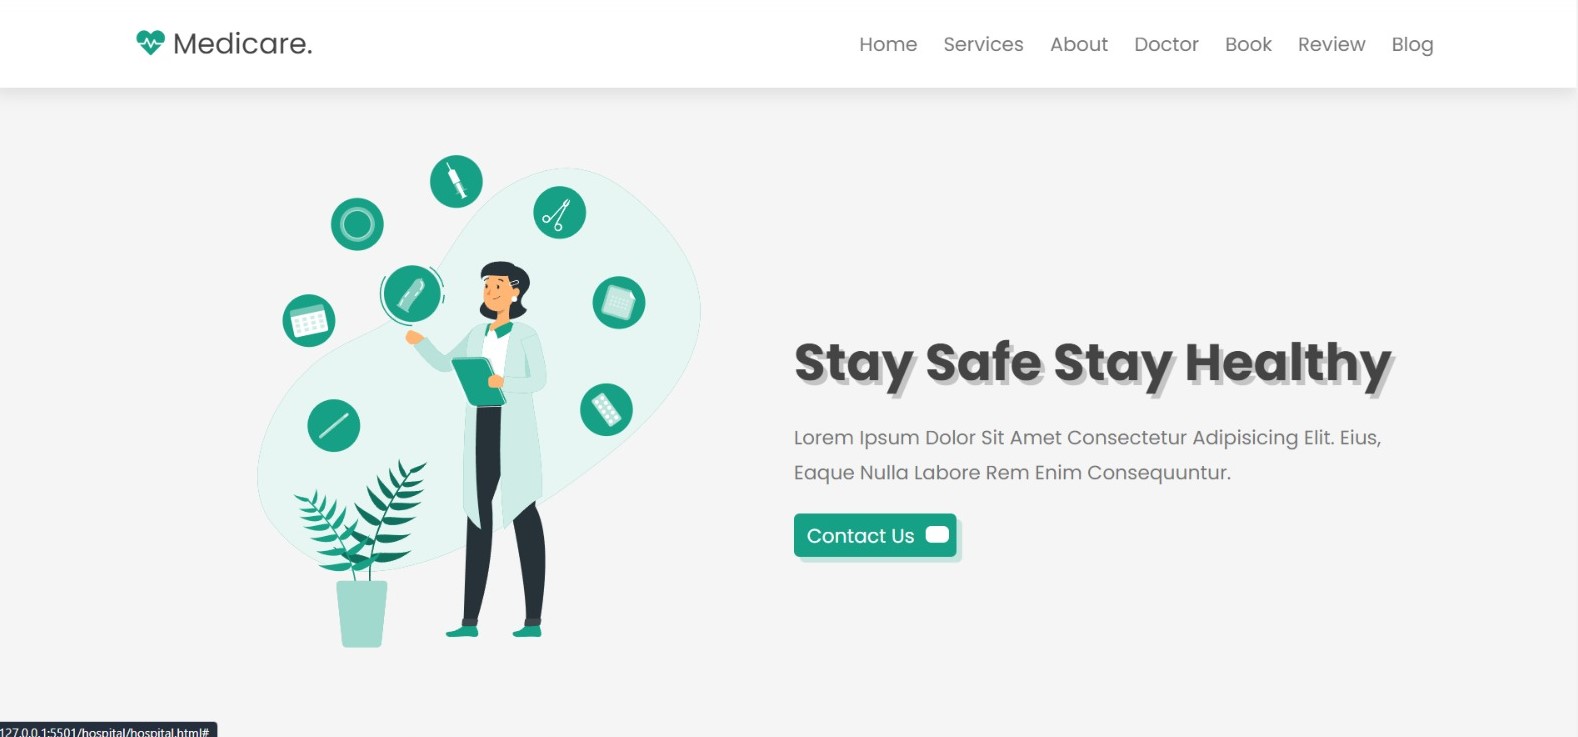 Medicare.
Home Services About Doctor Book Review Blog
Stay Safe Stay Healthy
Lorem Ipsum Dolor Sit Amet Consectetur Adipisicing Elit. Eius,
Eaque Nulla Labore Rem Enim Consequuntur.
Contact Us
127.0.0.1:5501/hospital/hospital.html#